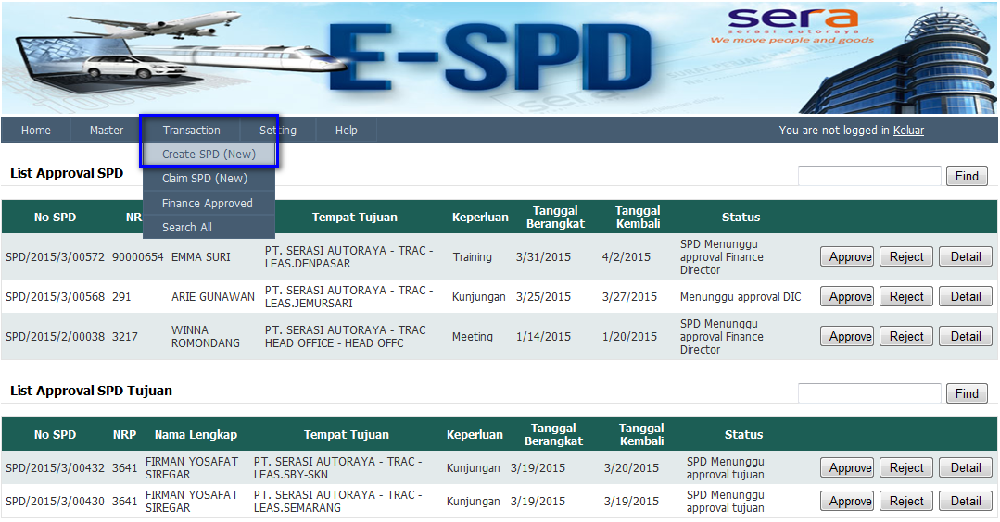 E-SPD
sera
serasi autoraya
We move people and goods
sera
Home Master Transaction Setting Help You are not logged in Keluar
Create SPD (New)
Claim SPD (New)
Finance Approved
Search All
List Approval SPD Find
No SPD NR Tempat Tujuan Keperluan Tanggal Berangkat Tanggal Kembali Status
SPD/2015/3/00572 90000654 EMMA SURI PT. SERASI AUTORAYA - TRAC - LEAS.DENPASAR Training 3/31/2015 4/2/2015 SPD Menunggu approval Finance Director Approve Reject Detail
SPD/2015/3/00568 291 ARIE GUNAWAN PT. SERASI AUTORAYA - TRAC - LEAS.JEMURSARI Kunjungan 3/25/2015 3/27/2015 Menunggu approval DIC Approve Reject Detail
SPD/2015/2/00038 3217 WINNA ROMONDANG PT. SERASI AUTORAYA - TRAC HEAD OFFICE - HEAD OFFC Meeting 1/14/2015 1/20/2015 SPD Menunggu approval Finance Director Approve Reject Detail
List Approval SPD Tujuan Find
No SPD NRP Nama Lengkap Tempat Tujuan Keperluan Tanggal Berangkat Tanggal Kembali Status
SPD/2015/3/00432 3641 FIRMAN YOSAFAT SIREGAR PT. SERASI AUTORAYA - TRAC - LEAS.SBY-SKN Kunjungan 3/19/2015 3/20/2015 SPD Menunggu approval tujuan Approve Reject Detail
SPD/2015/3/00430 3641 FIRMAN YOSAFAT SIREGAR PT. SERASI AUTORAYA - TRAC - LEAS.SEMARANG Kunjungan 3/19/2015 3/19/2015 SPD Menunggu approval tujuan Approve Reject Detail